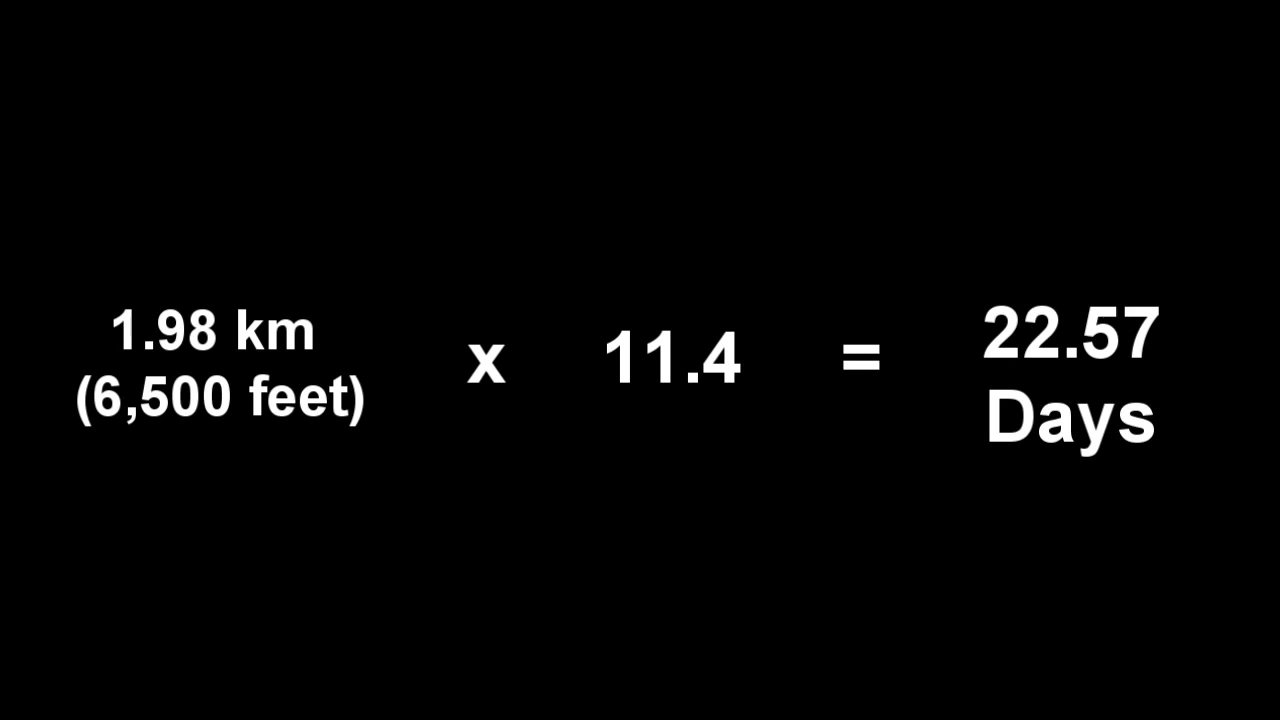 1.98 km
(6,500 feet)
x
11.4
=
22.57
Days